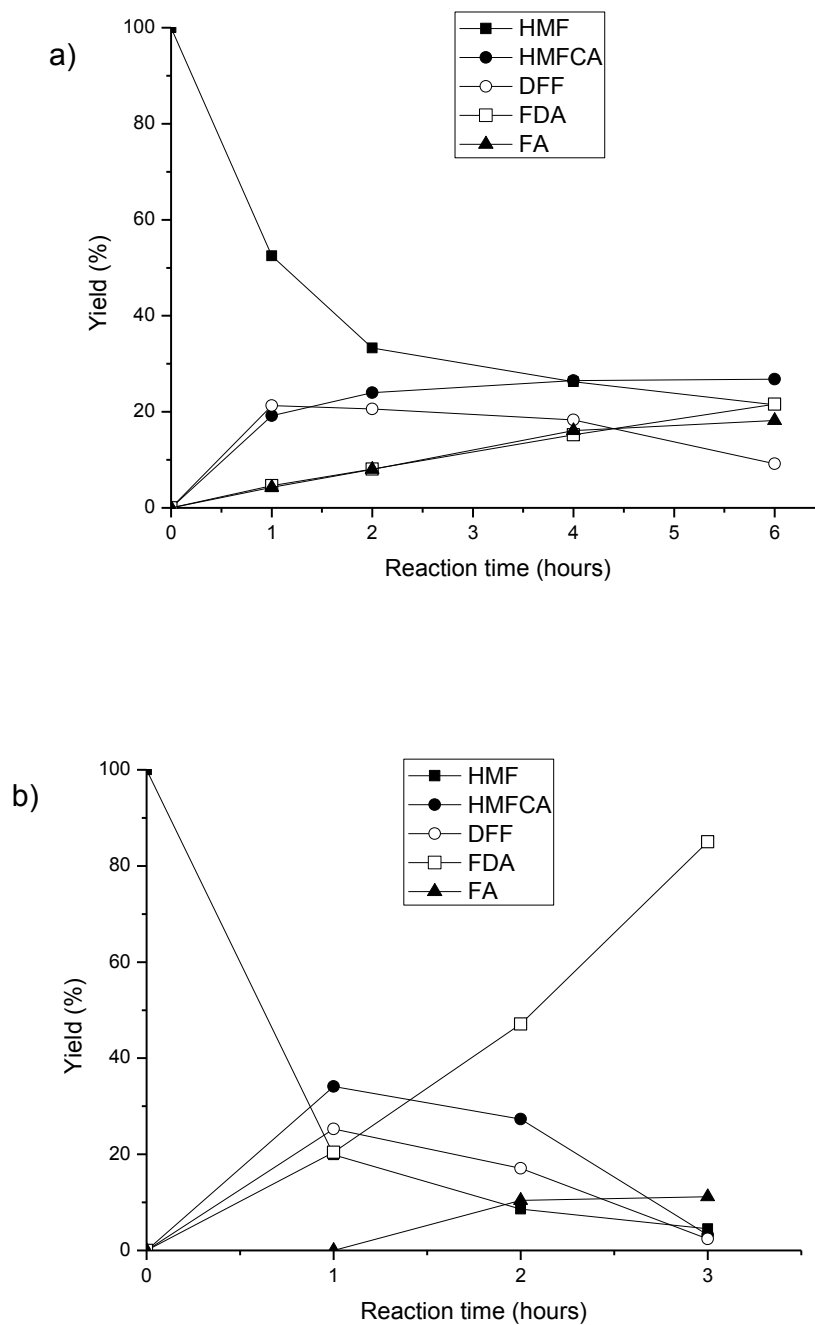 a)
HMF
HMFCA
DFF
FDA
FA
Yield (%)
100
80
60
40
20
0
0 1 2 3 4 5 6
Reaction time (hours)
b)
HMF
HMFCA
DFF
FDA
FA
Yield (%)
100
80
60
40
20
0
0 1 2 3
Reaction time (hours)